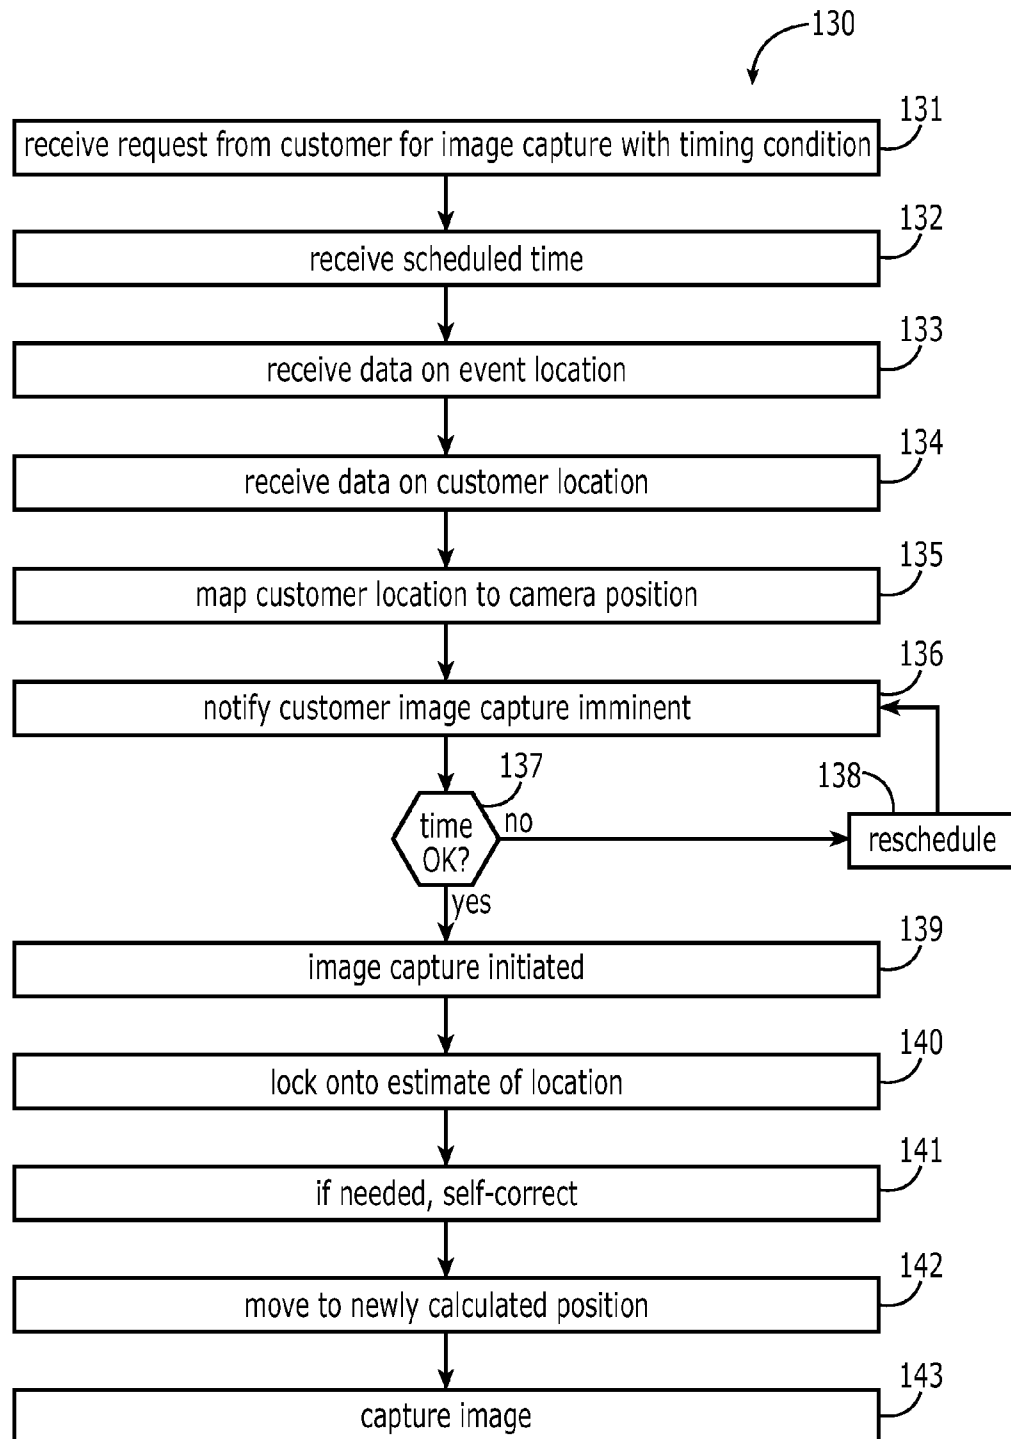 130
131
receive request from customer for image capture with timing condition
132
receive scheduled time
133
receive data on event location
134
receive data on customer location
135
map customer location to camera position
136
notify customer image capture imminent
137
time
OK?
no
138
reschedule
yes
139
image capture initiated
140
lock onto estimate of location
141
if needed, self-correct
142
move to newly calculated position
143
capture image